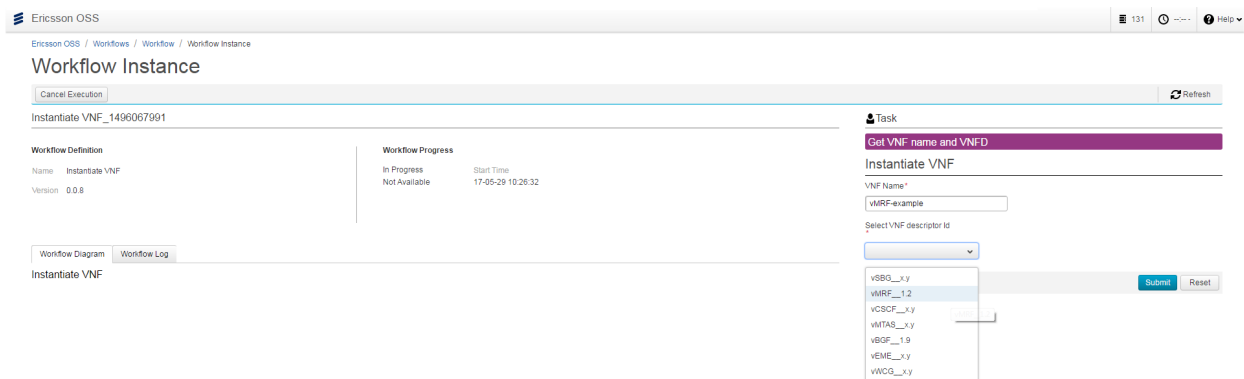 Ericsson OSS
131
--:--
Help
Ericsson OSS / Workflows / Workflow / Workflow Instance
Workflow Instance
Cancel Execution
Refresh
Instantiate VNF_1496067991
Workflow Definition
Name Instantiate VNF
Version 0.0.8
Workflow Progress
In Progress Start Time
Not Available 17-05-29 10:26:32
Workflow Diagram Workflow Log
Instantiate VNF
Task
Get VNF name and VNFD
Instantiate VNF
VNF Name*
vMRF-example
Select VNF descriptor Id
*
vSBG__x.y
vMRF__1.2
vCSCF__x.y
vMTAS__x.y
vBGF__1.9
vEME__x.y
vWCG__x.y
Submit Reset